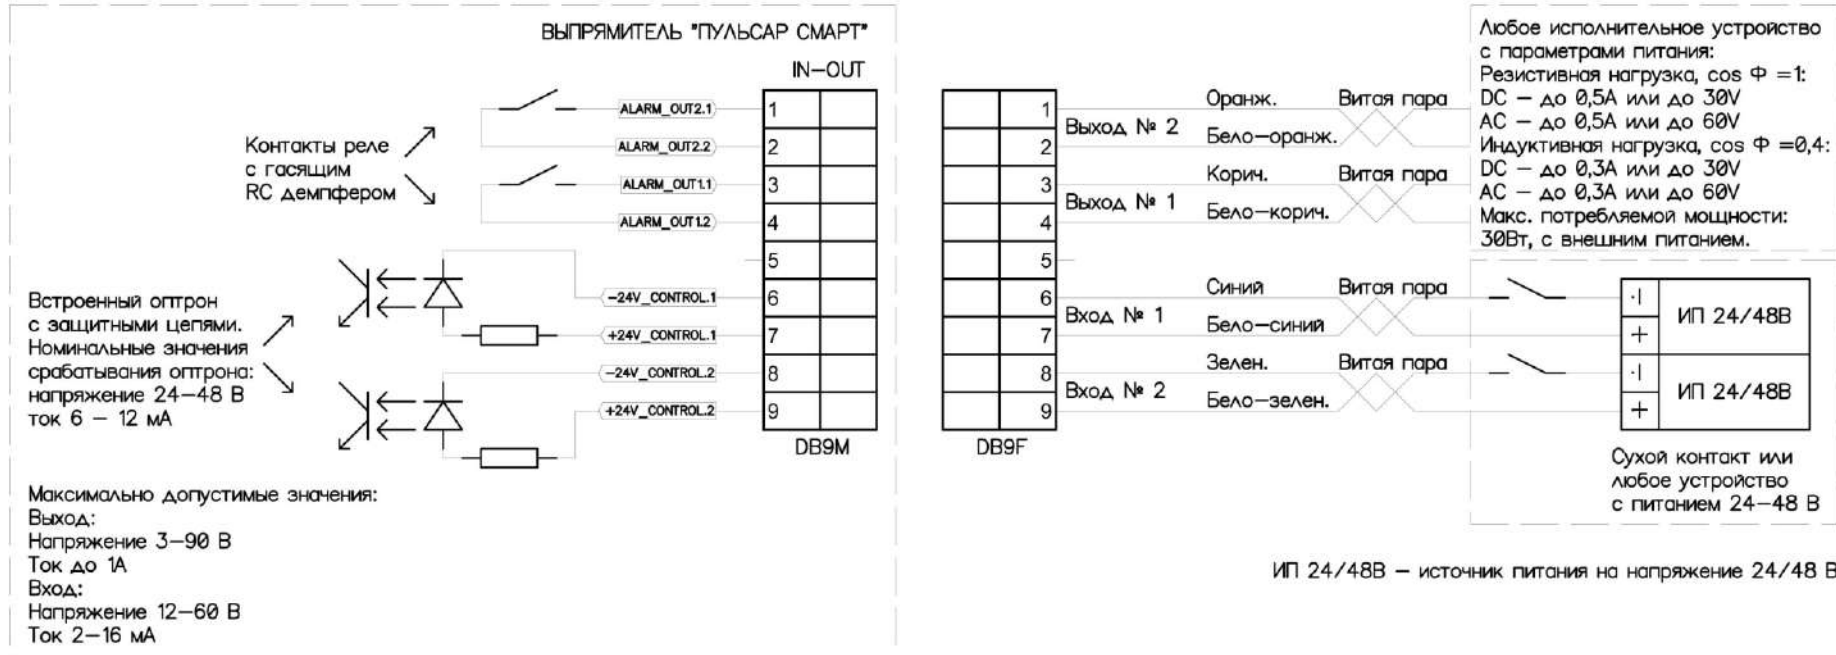 ВЫПРЯМИТЕЛЬ "ПУЛЬСАР СМАРТ"
IN-OUT
Контакты реле
с гасящим
RC демпфером
ALARM_OUT2.1
ALARM_OUT2.2
ALARM_OUT1.1
ALARM_OUT1.2
-24V_CONTROL.1
+24V_CONTROL.1
-24V_CONTROL.2
+24V_CONTROL.2
1
2
3
4
5
6
7
8
9
DB9M
Встроенный оптрон
с защитными цепями.
Номинальные значения
срабатывания оптрона:
напряжение 24-48 В
ток 6 - 12 мА
Максимально допустимые значения:
Выход:
Напряжение 3-90 В
Ток до 1А
Вход:
Напряжение 12-60 В
Ток 2-16 мА
1
2
3
4
5
6
7
8
9
DB9F
Выход № 2
Оранж.
Витая пара
Бело-оранж.
Выход № 1
Корич.
Витая пара
Бело-корич.
Вход № 1
Синий
Витая пара
Бело-синий
Вход № 2
Зелен.
Витая пара
Бело-зелен.
Любое исполнительное устройство
с параметрами питания:
Резистивная нагрузка, cos Ф =1:
DC - до 0,5А или до 30V
AC - до 0,5А или до 60V
Индуктивная нагрузка, cos Ф =0,4:
DC - до 0,3А или до 30V
AC - до 0,3А или до 60V
Макс. потребляемой мощности:
30Вт, с внешним питанием.
-
ИП 24/48В
+
-
ИП 24/48В
+
Сухой контакт или
любое устройство
с питанием 24-48 В
ИП 24/48В - источник питания на напряжение 24/48 В